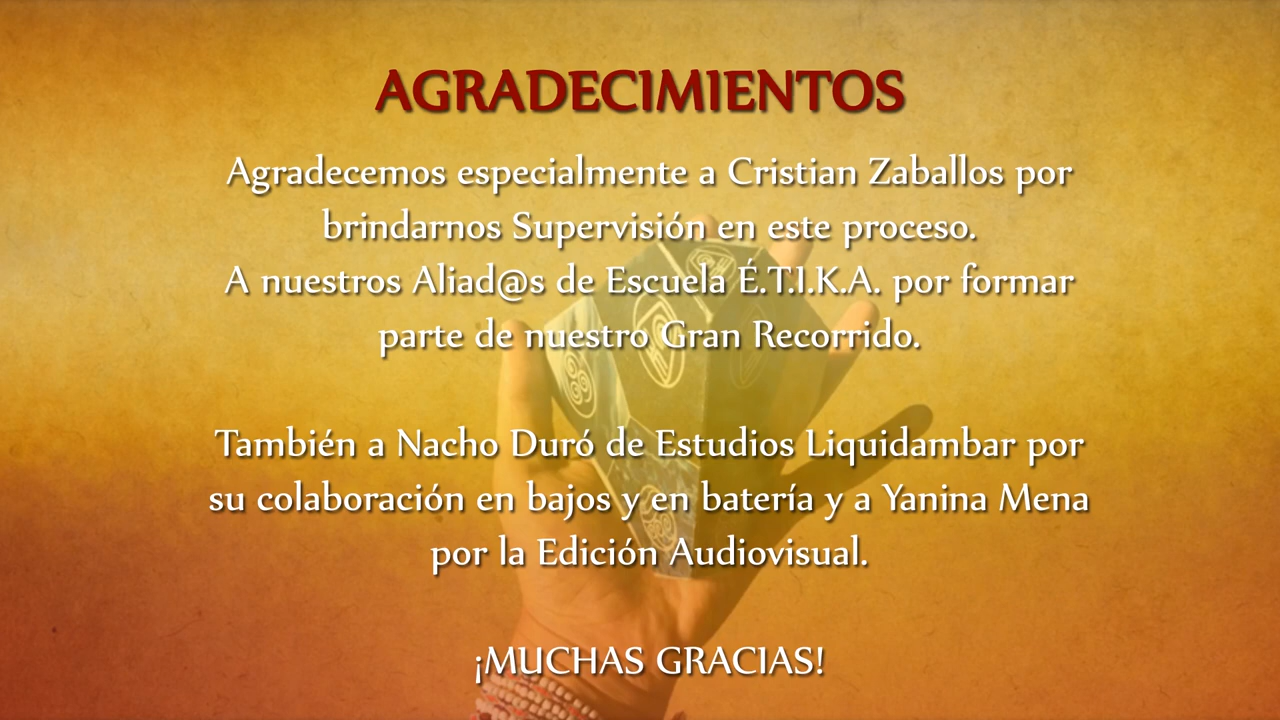 AGRADECIMIENTOS
Agradecemos especialmente a Cristian Zaballos por
brindarnos Supervisión en este proceso.
A nuestros Aliad@s de Escuela É.T.I.K.A. por formar
parte de nuestro Gran Recorrido.
También a Nacho Duró de Estudios Liquidambar por
su colaboración en bajos y en batería y a Yanina Mena
por la Edición Audiovisual.
¡MUCHAS GRACIAS!